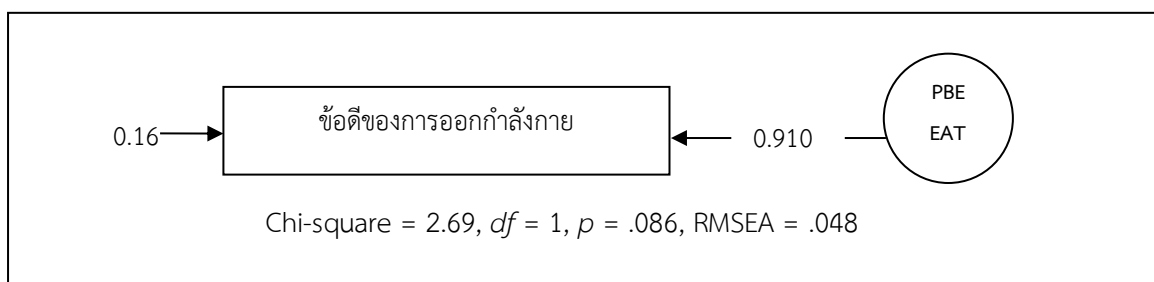 PBE
0.16 ข้อดีของการออกกำลังกาย 0.910 EAT
Chi-square = 2.69, df = 1, p = .086, RMSEA = .048